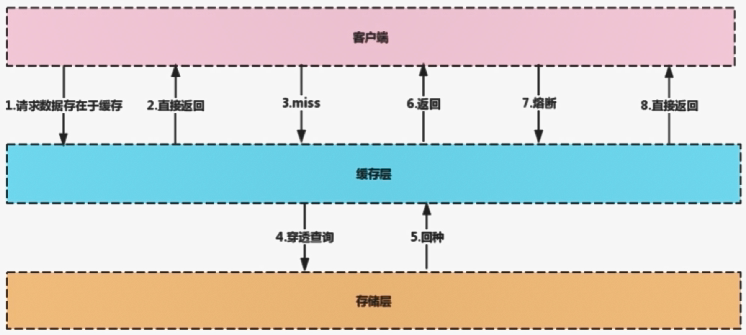 客户端
1.请求数据存在于缓存
2.直接返回
3.miss
6.返回
7.熔断
8.直接返回
缓存层
4.穿透查询
5.回种
存储层